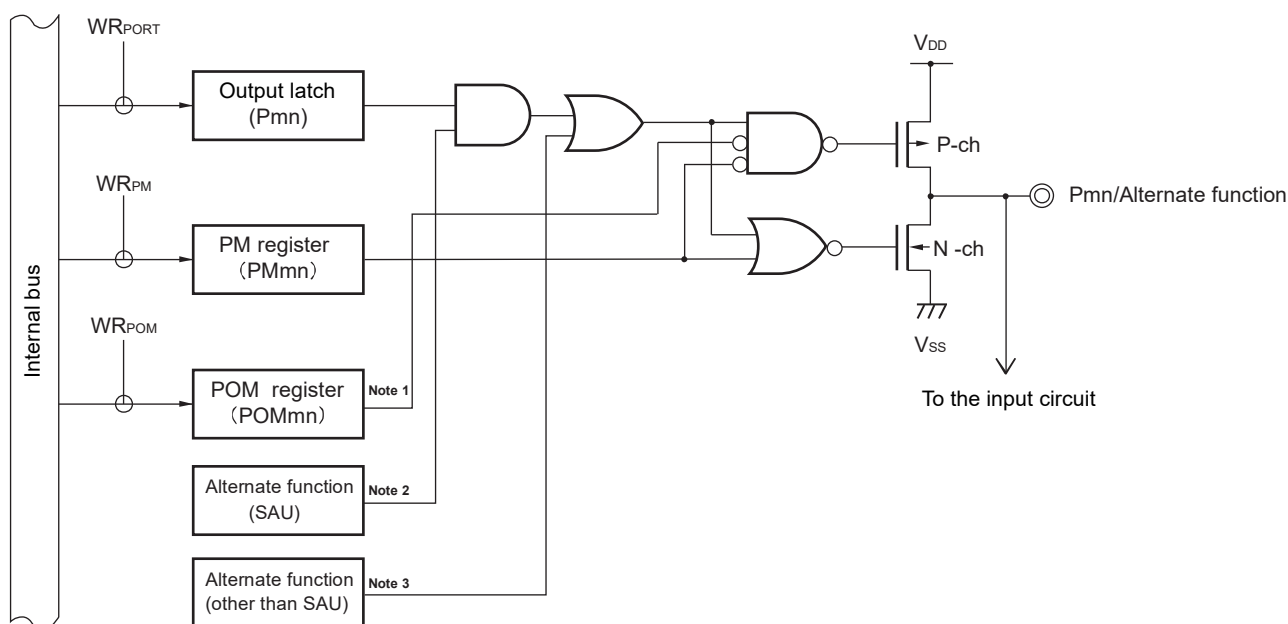 WRPORT
Output latch
(Pmn)
WRPM
PM register
（PMmn）
WRPOM
POM register
（POMmn）
Note 1
Alternate function
(SAU)
Note 2
Alternate function
(other than SAU)
Note 3
Internal bus
VDD
P-ch
Pmn/Alternate function
N -ch
VSS
To the input circuit